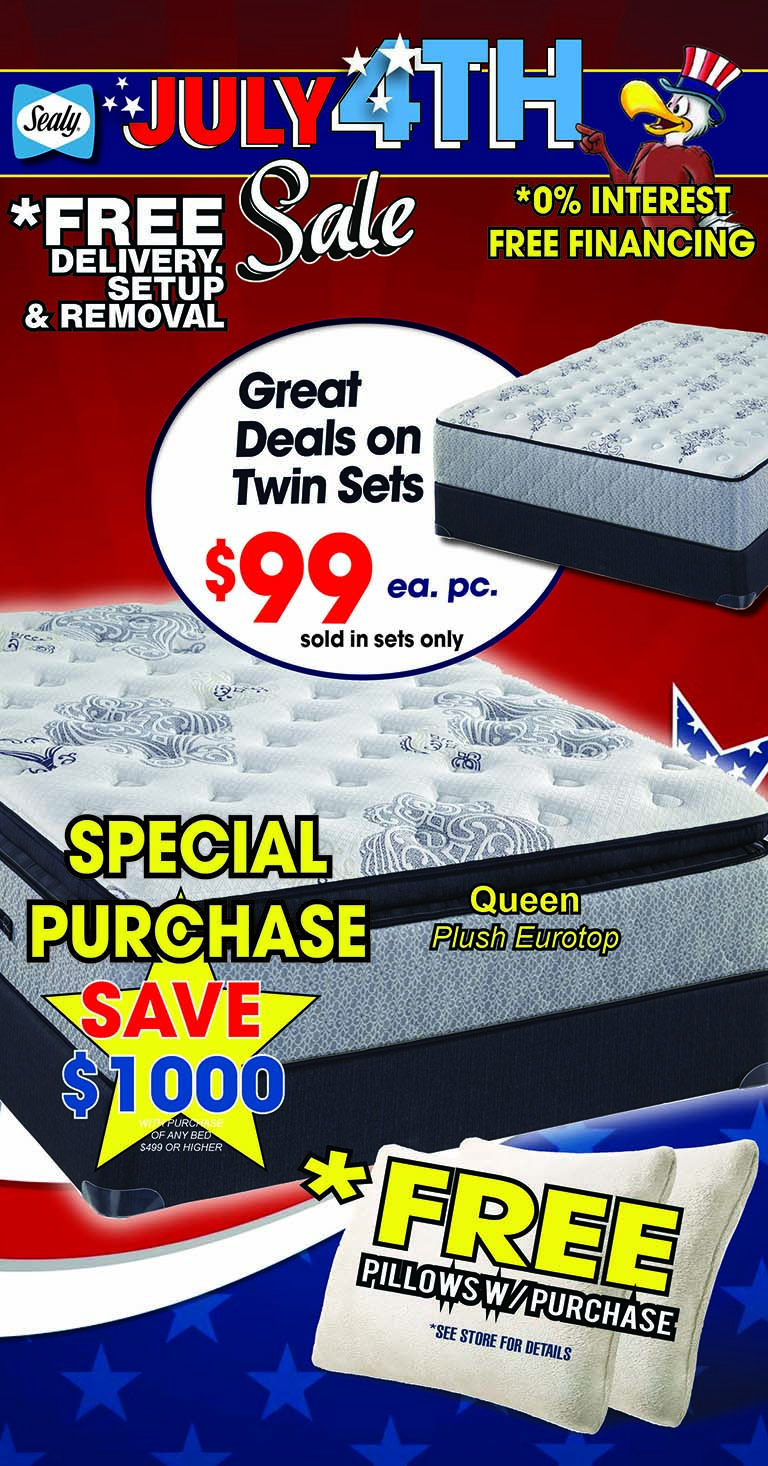 Sealy
JULY 4TH
Sale
*FREE
DELIVERY,
SETUP
& REMOVAL
*0% INTEREST
FREE FINANCING
Great
Deals on
Twin Sets
$99 ea. pc.
sold in sets only
SPECIAL
PURCHASE
SAVE
$1000
WITH PURCHASE
OF ANY BED
$499 OR HIGHER
Queen
Plush Eurotop
*FREE
PILLOWS W/PURCHASE
*SEE STORE FOR DETAILS